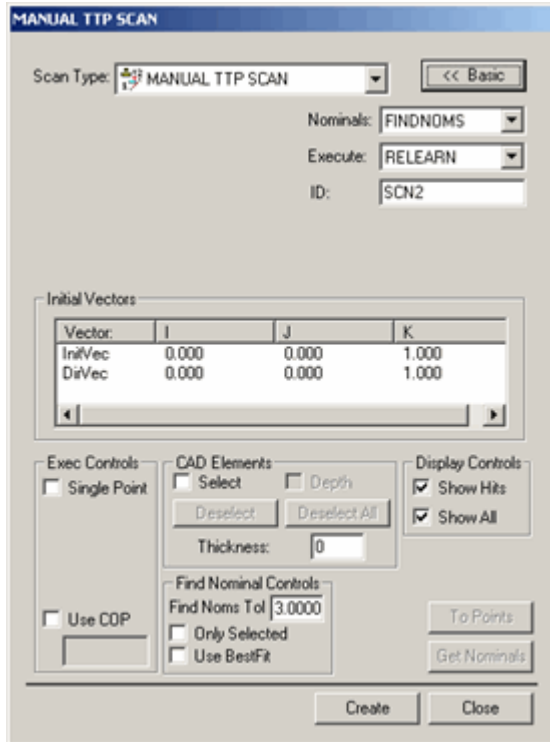 MANUAL TTP SCAN
Scan Type: MANUAL TTP SCAN << Basic
Nominals: FINDNOMS
Execute: RELEARN
ID: SCN2
Initial Vectors
Vector: I J K
InitVec 0.000 0.000 1.000
DirVec 0.000 0.000 1.000
Exec Controls CAD Elements Display Controls
Single Point Select Depth Show Hits
Deselect Deselect All Show All
Thickness: 0
Find Nominal Controls
Use COP Find Noms Tol 3.0000 To Points
Only Selected
Use BestFit Get Nominals
Create Close